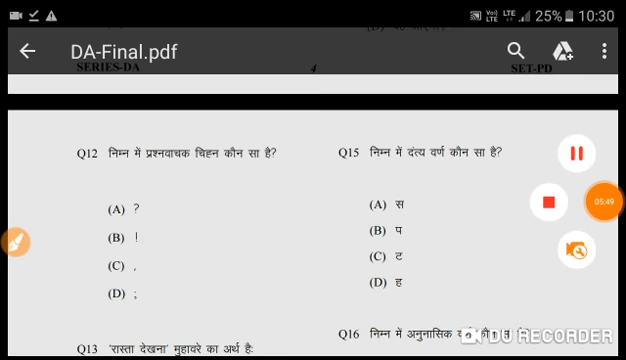 25% 10:30
DA-Final.pdf
SERIES-DA 4 SET-PD
Q12 निम्न में प्रश्नवाचक चिह्न कौन सा है?
(A) ?
(B) !
(C) ,
(D) ;
Q13 'रास्ता देखना' मुहावरे का अर्थ है:
Q15 निम्न में दंत्य वर्ण कौन सा है?
(A) स
(B) प
(C) ट
(D) ह
Q16 निम्न में अनुनासिक
05:49
DU RECORDER